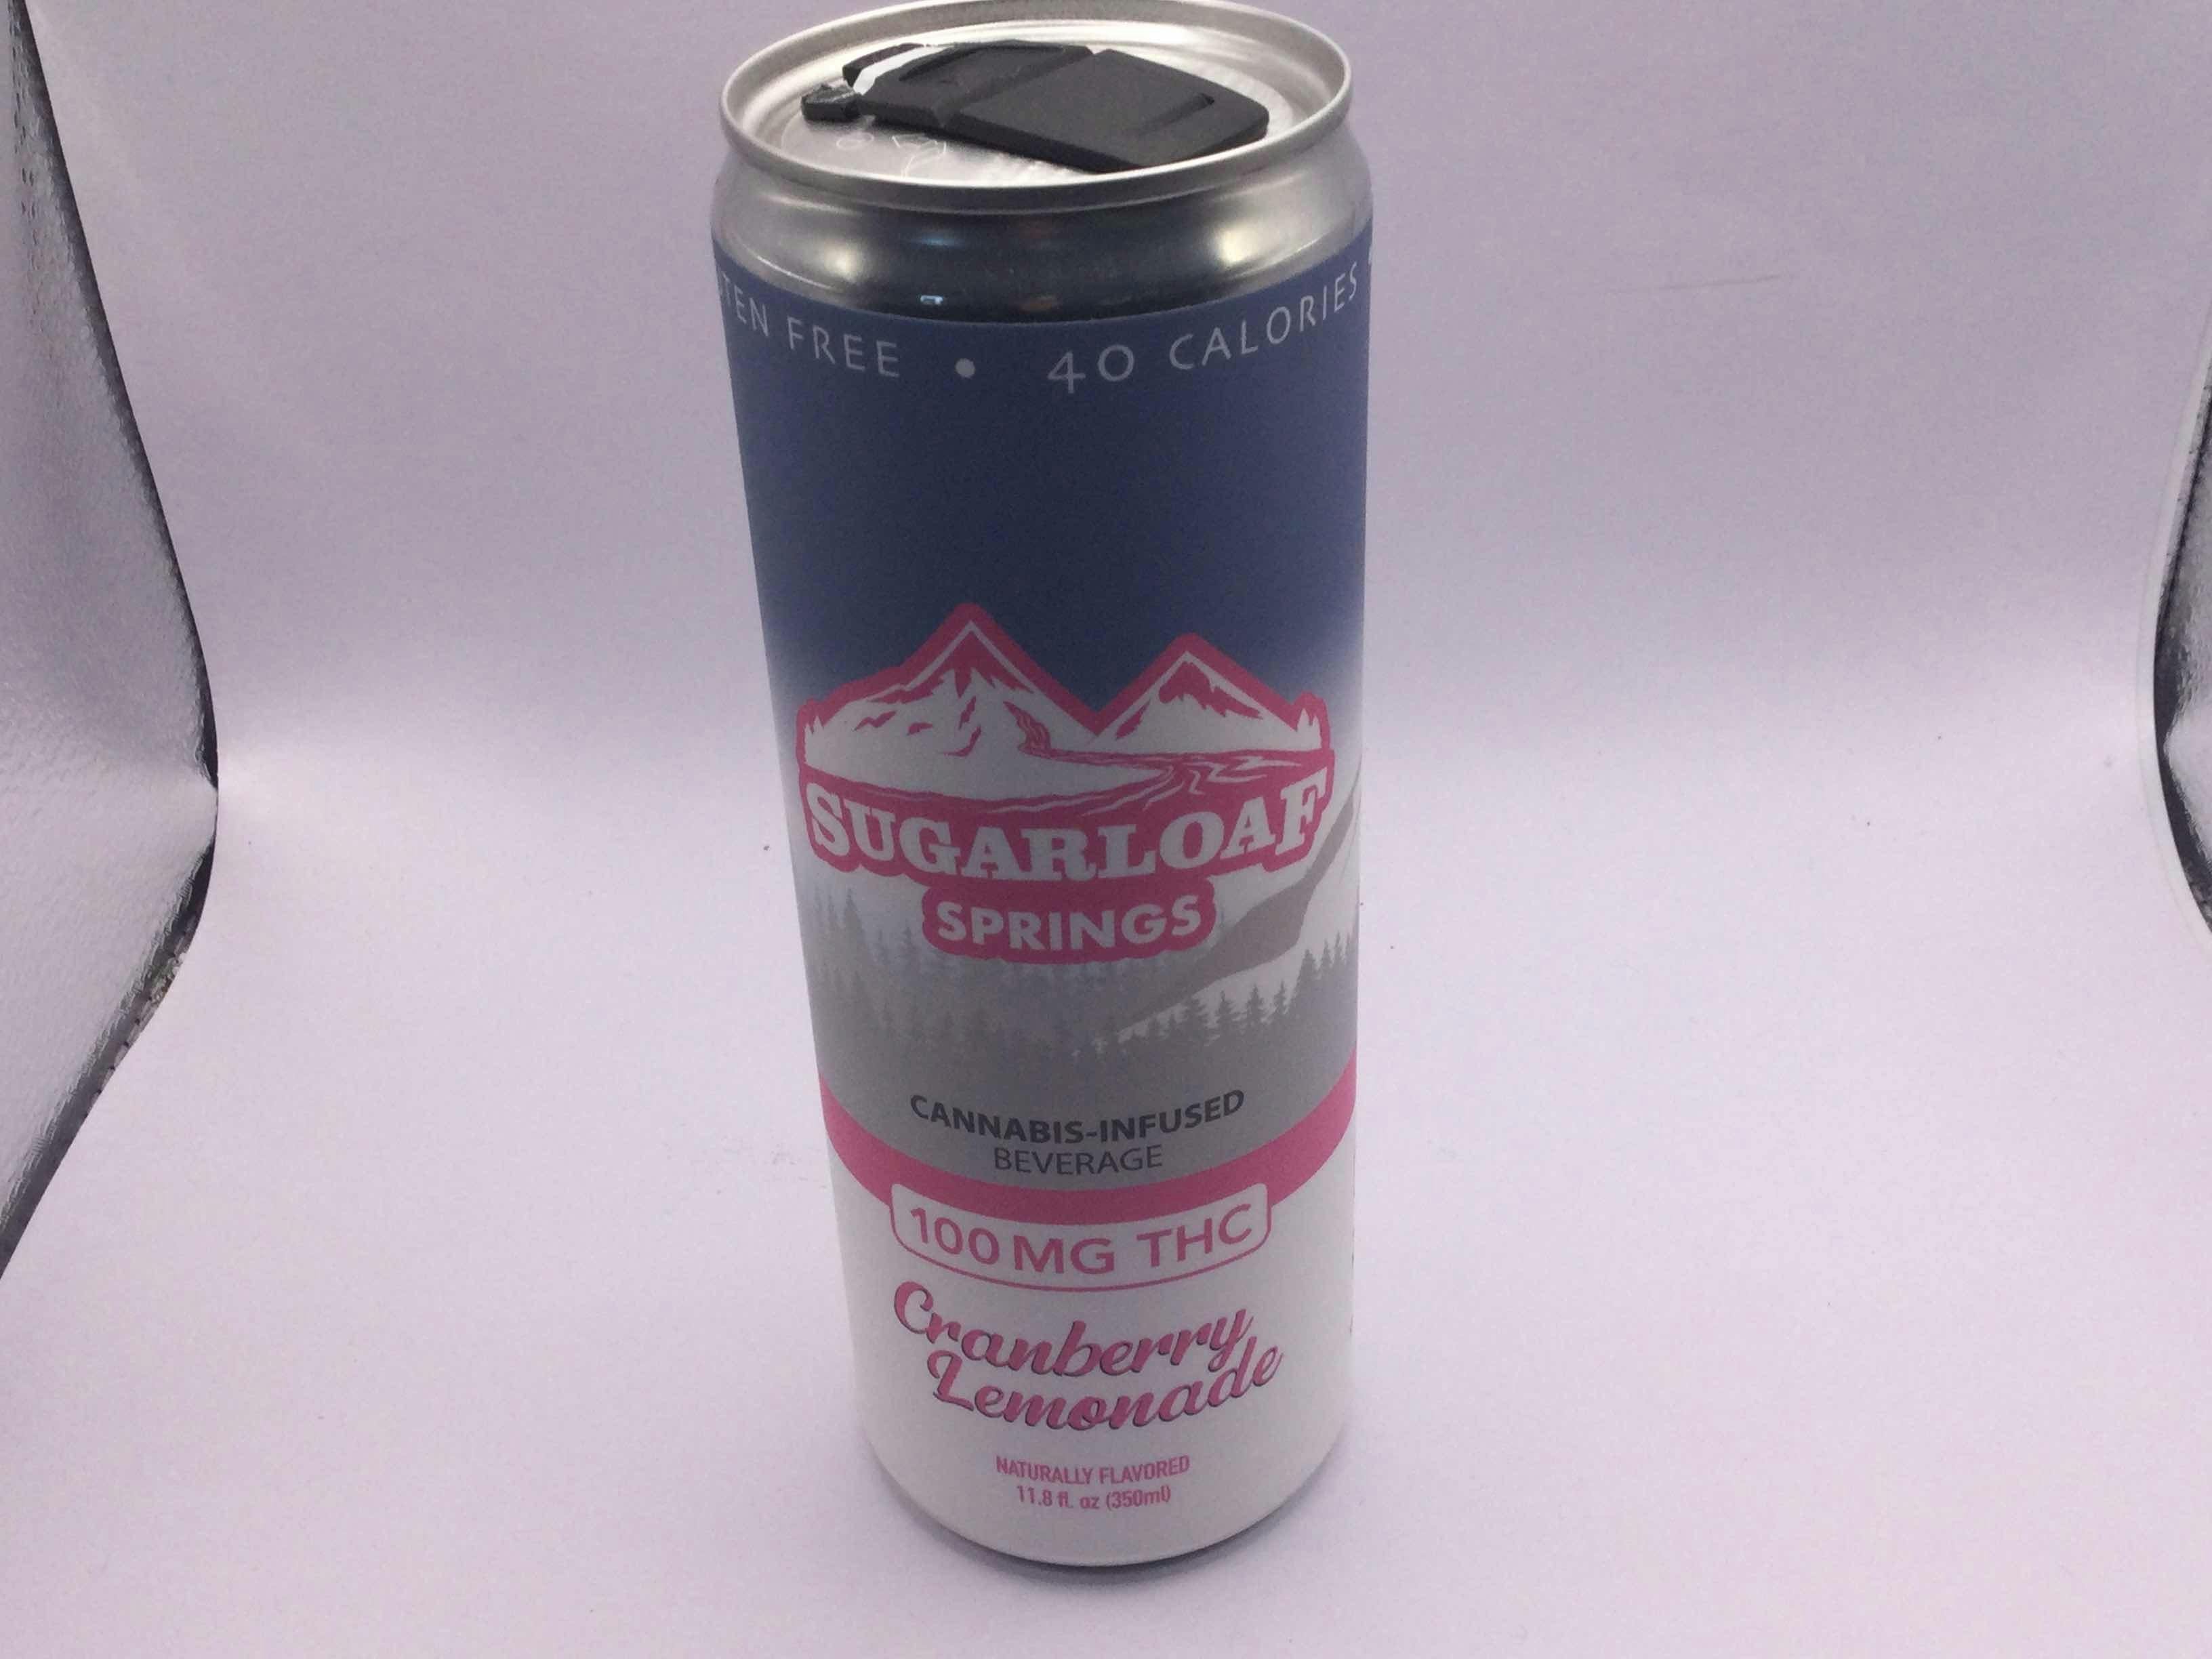 FREE • 40 CALORIES
SUGARLOAF
SPRINGS
CANNABIS-INFUSED
BEVERAGE
100 MG THC
Cranberry
Lemonade
NATURALLY FLAVORED
11.8 fl. oz (350ml)